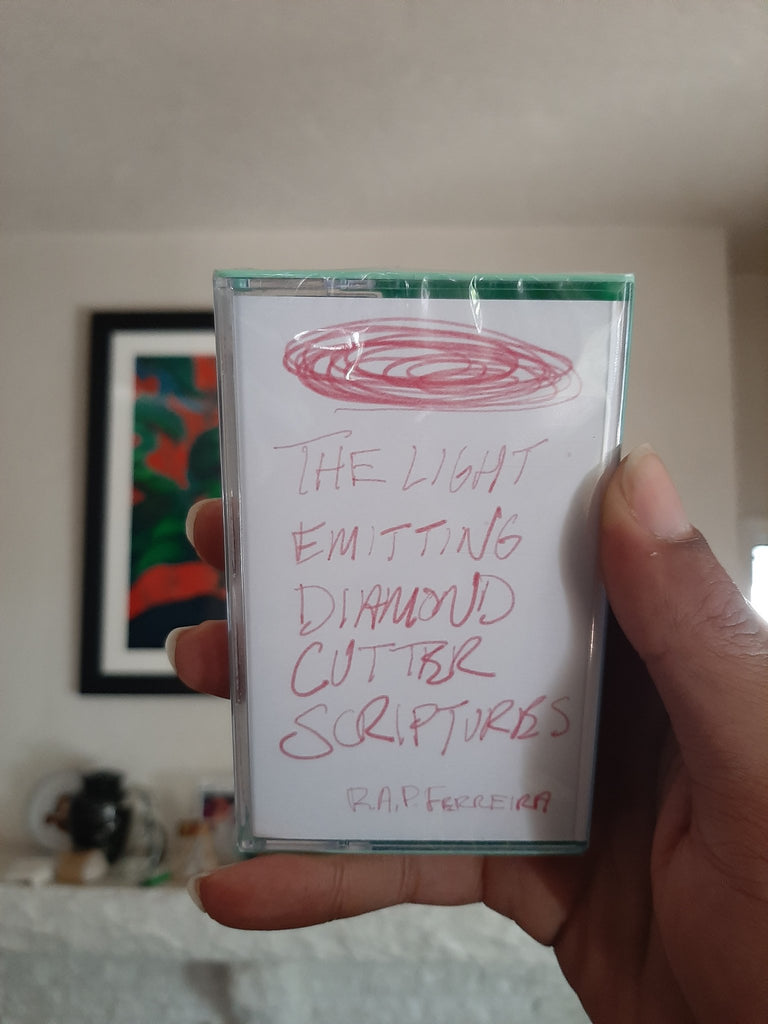 THE LIGHT
EMITTING
DIAMOND
CUTTER
SCRIPTURES
R.A.P. FERREIRA